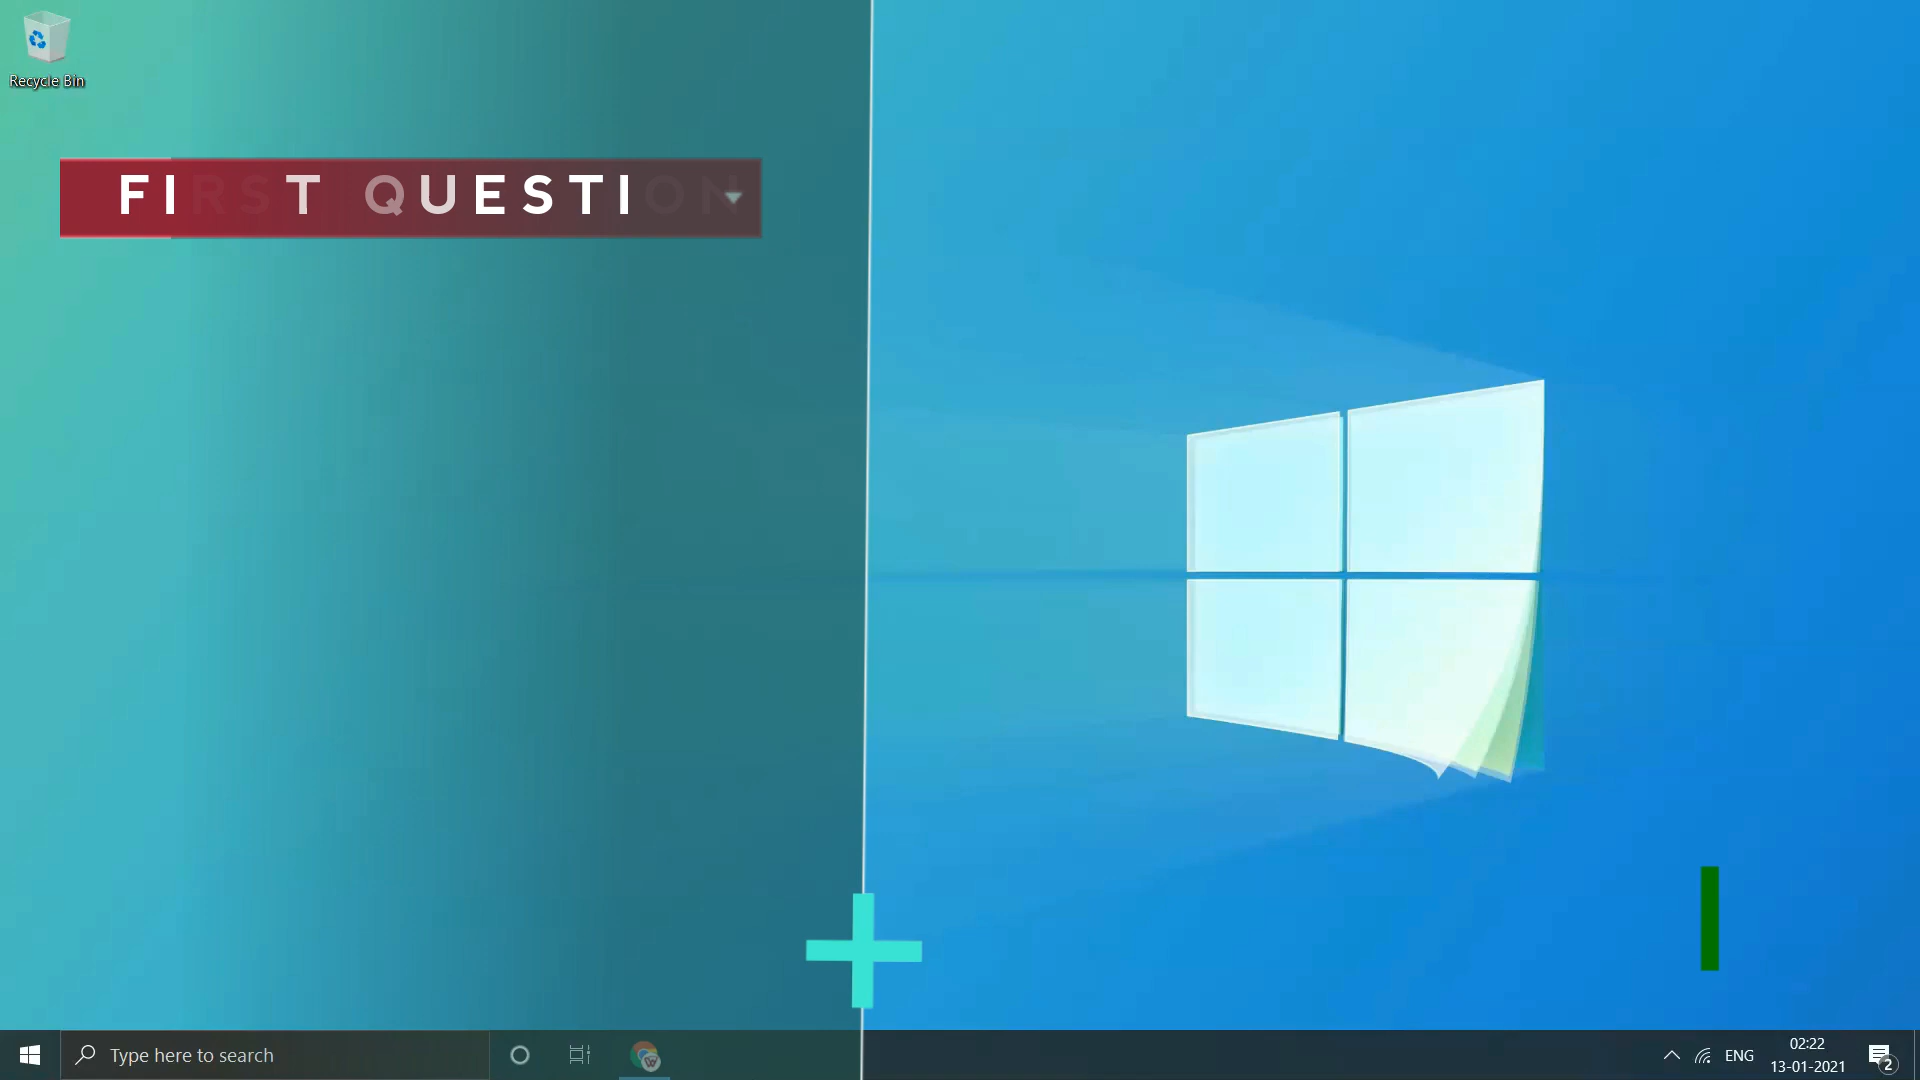 Recycle Bin
FIRST QUESTION
Type here to search
W
ENG
02:22
13-01-2021
2